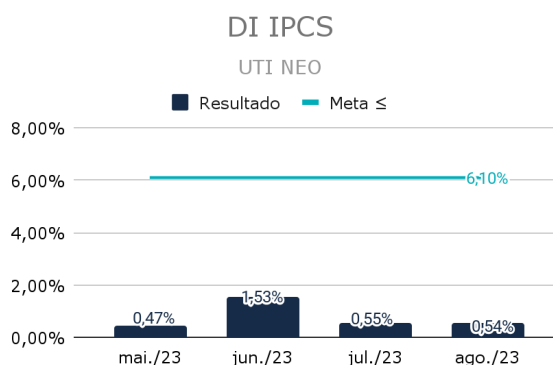 DI IPCS
UTI NEO
Resultado Meta ≤
8,00%
6,00%
6,10%
4,00%
2,00%
0,47% 1,53% 0,55% 0,54%
0,00%
mai./23 jun./23 jul./23 ago./23